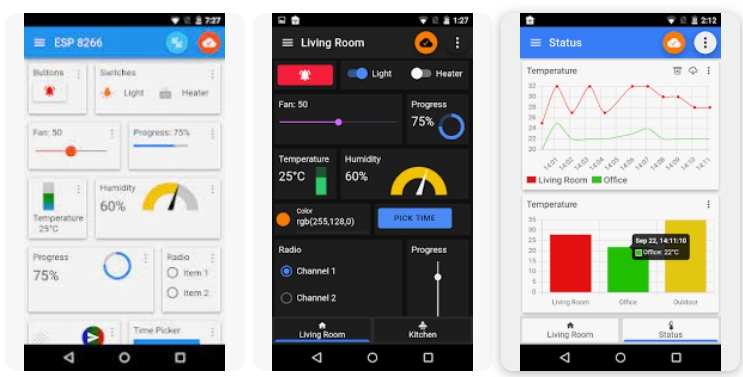 7:27
ESP 8266
Buttons
Switches
Light
Heater
Fan: 50
Progress: 75%
Temperature
25°C
Humidity
60%
Progress
75%
Radio
Item 1
Item 2
Time Picker
1:27
Living Room
Light
Heater
Fan: 50
Progress
75%
Temperature
25°C
Humidity
60%
Color
rgb(255,128,0)
PICK TIME
Radio
Channel 1
Channel 2
Progress
Living Room
Kitchen
2:12
Status
Temperature
32
30
28
26
24
22
20
14:01 14:02 14:03 14:04 14:05 14:06 14:07 14:08 14:09 14:10 14:11
Living Room Office
Temperature
35
30
25
20
15
10
5
0
Sep 22, 14:11:10
Office: 22°C
Living Room Office Outdoor
Living Room
Status